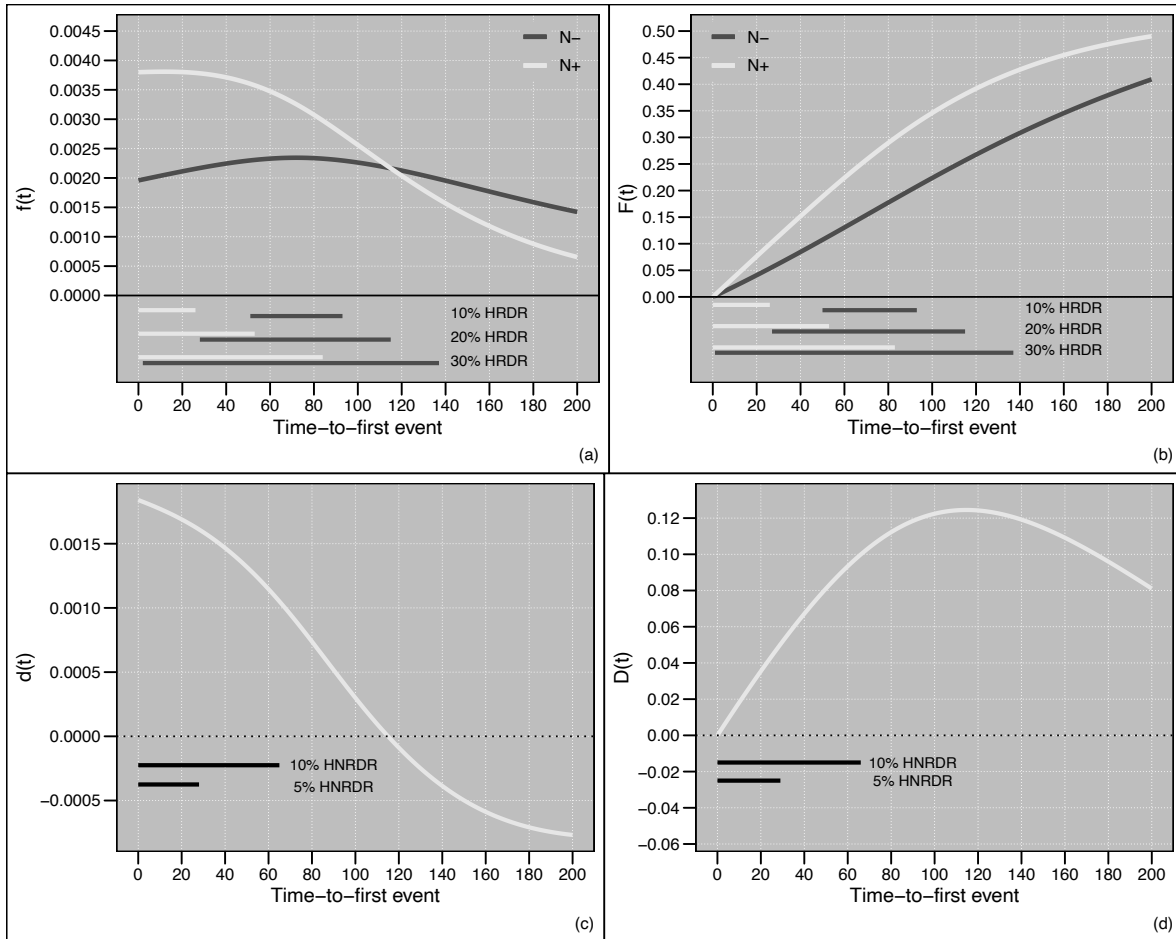 0.0045
0.0040
0.0035
0.0030
0.0025
0.0020
0.0015
0.0010
0.0005
0.0000
f(t)
N−
N+
10% HRDR
20% HRDR
30% HRDR
0 20 40 60 80 100 120 140 160 180 200
Time−to−first event
(a)
0.50
0.45
0.40
0.35
0.30
0.25
0.20
0.15
0.10
0.05
0.00
F(t)
N−
N+
10% HRDR
20% HRDR
30% HRDR
0 20 40 60 80 100 120 140 160 180 200
Time−to−first event
(b)
0.0015
0.0010
0.0005
0.0000
−0.0005
d(t)
10% HNRDR
5% HNRDR
0 20 40 60 80 100 120 140 160 180 200
Time−to−first event
(c)
0.12
0.10
0.08
0.06
0.04
0.02
0.00
−0.02
−0.04
−0.06
D(t)
10% HNRDR
5% HNRDR
0 20 40 60 80 100 120 140 160 180 200
Time−to−first event
(d)